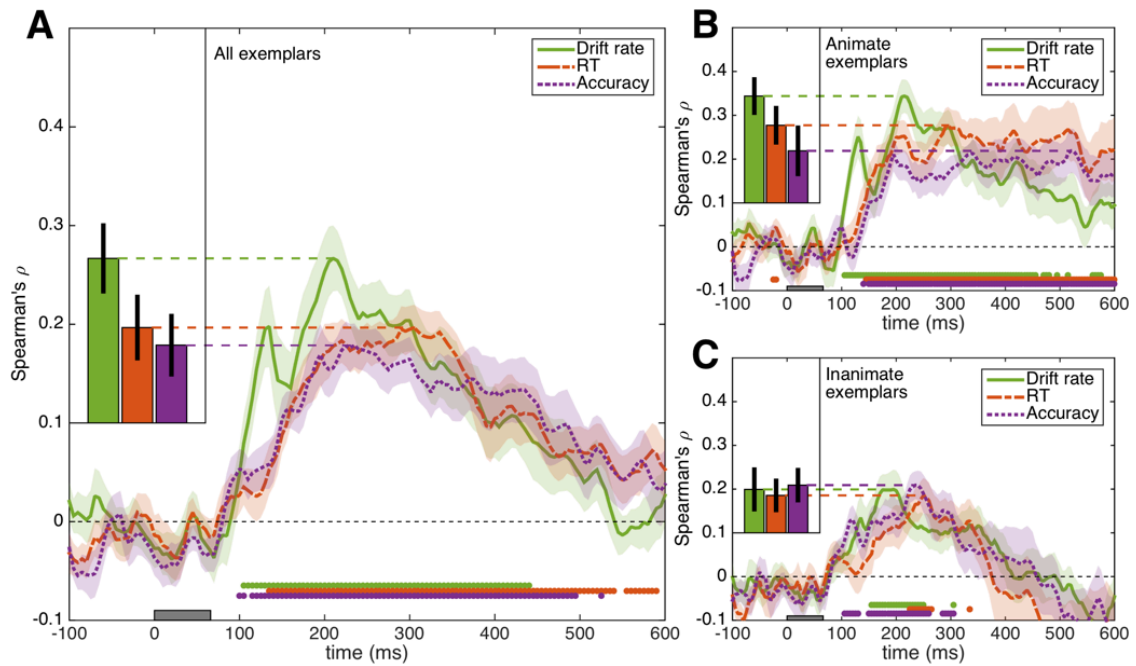 A
All exemplars
Drift rate
RT
Accuracy
Spearman's ρ
0.4
0.3
0.2
0.1
0
-0.1
-100 0 100 200 300 400 500 600
time (ms)
B
Animate
exemplars
Drift rate
RT
Accuracy
Spearman's ρ
0.4
0.3
0.2
0.1
0
-0.1
-100 0 100 200 300 400 500 600
time (ms)
C
Inanimate
exemplars
Drift rate
RT
Accuracy
Spearman's ρ
0.4
0.3
0.2
0.1
0
-0.1
-100 0 100 200 300 400 500 600
time (ms)